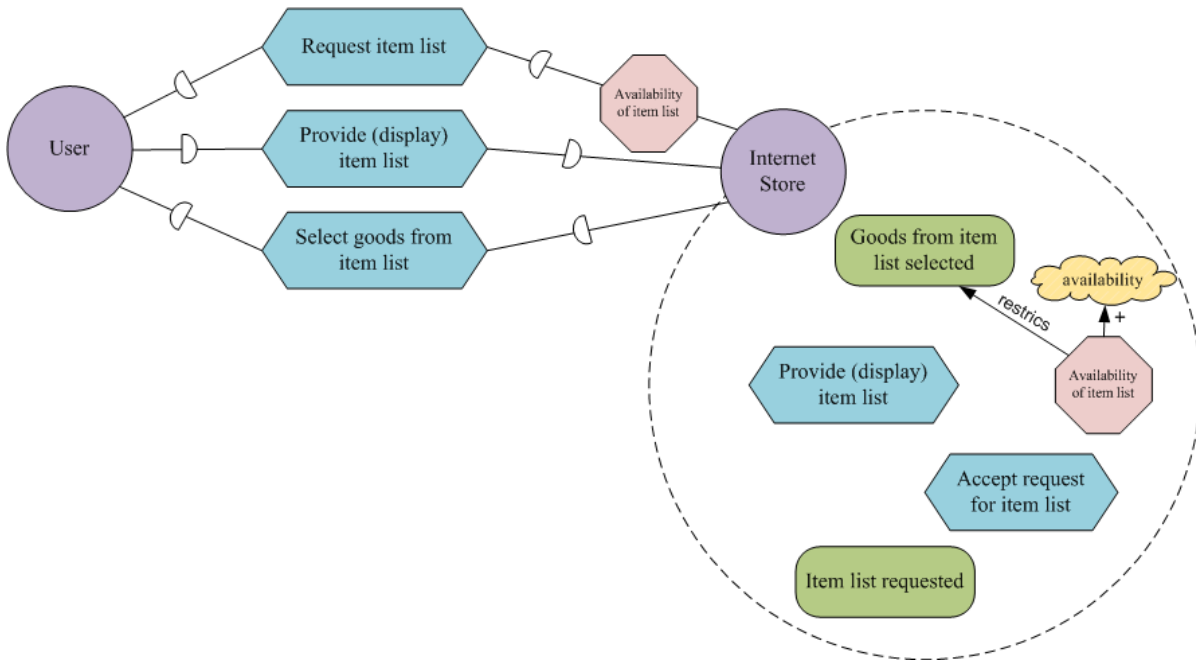 Request item list
Availability
of item list
User
Provide (display)
item list
Internet
Store
Select goods from
item list
Goods from item
list selected
availability
restrics
+
Provide (display)
item list
Availability
of item list
Accept request
for item list
Item list requested